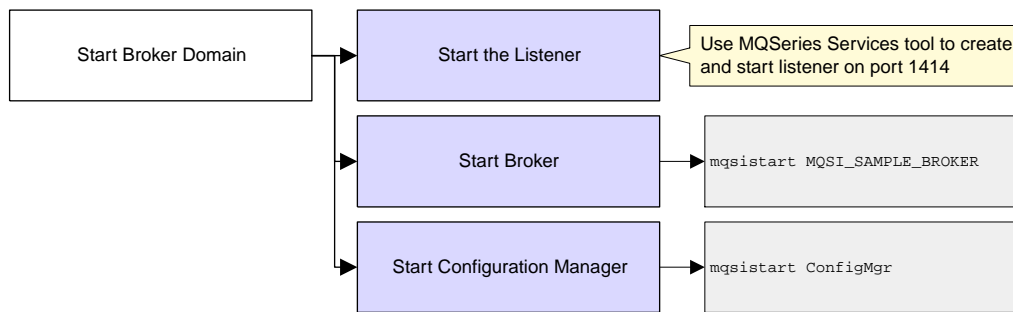 Start Broker Domain
Start the Listener
Use MQSeries Services tool to create
and start listener on port 1414
Start Broker
mqsistart MQSI_SAMPLE_BROKER
Start Configuration Manager
mqsistart ConfigMgr